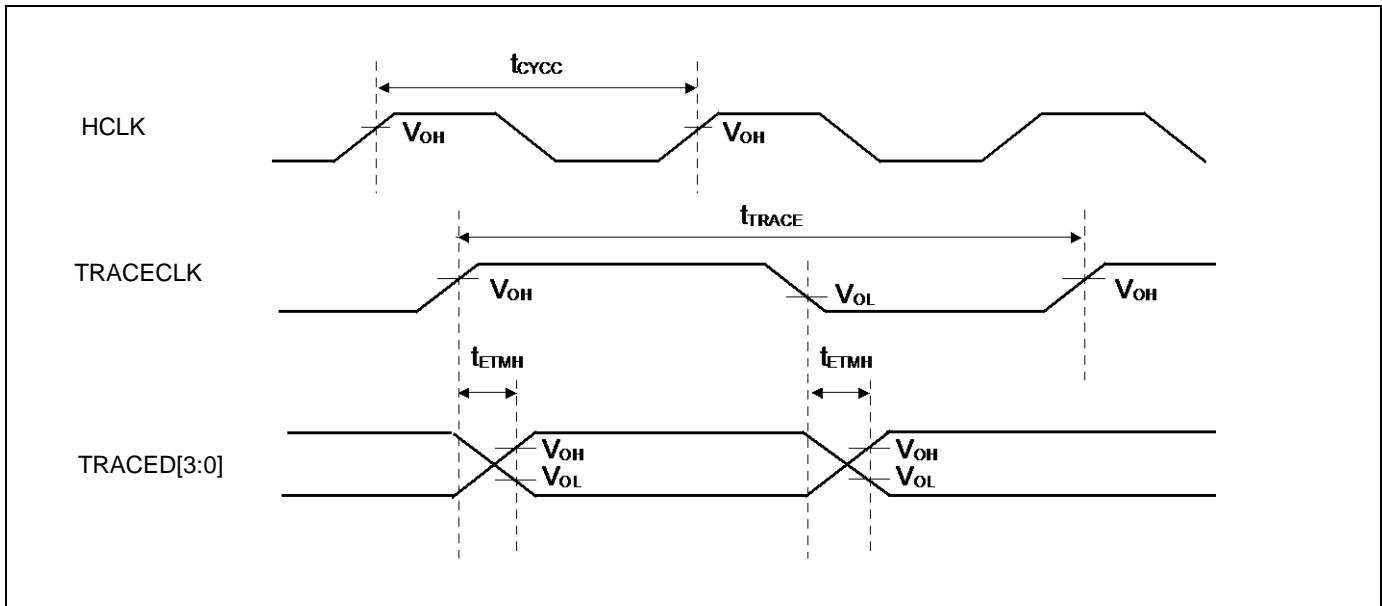 tCYCC
HCLK
VOH VOH
tTRACE
TRACECLK
VOH VOL VOH
tETMH tETMH
TRACED[3:0]
VOH VOH
VOL VOL